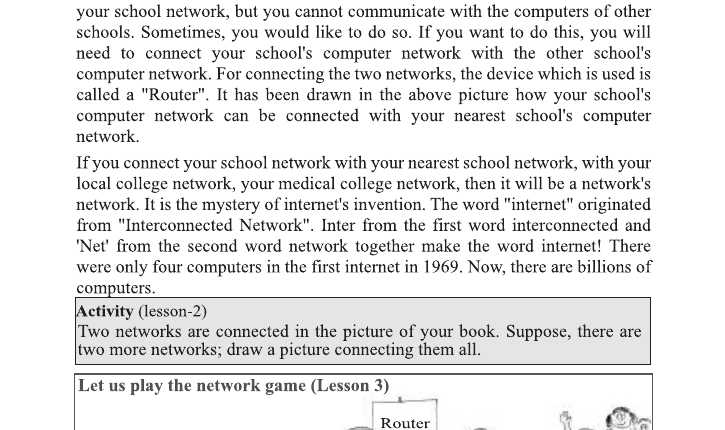 your school network, but you cannot communicate with the computers of other
schools. Sometimes, you would like to do so. If you want to do this, you will
need to connect your school's computer network with the other school's
computer network. For connecting the two networks, the device which is used is
called a "Router". It has been drawn in the above picture how your school's
computer network can be connected with your nearest school's computer
network.
If you connect your school network with your nearest school network, with your
local college network, your medical college network, then it will be a network's
network. It is the mystery of internet's invention. The word "internet" originated
from "Interconnected Network". Inter from the first word interconnected and
'Net' from the second word network together make the word internet! There
were only four computers in the first internet in 1969. Now, there are billions of
computers.
Activity (lesson-2)
Two networks are connected in the picture of your book. Suppose, there are
two more networks; draw a picture connecting them all.
Let us play the network game (Lesson 3)
Router